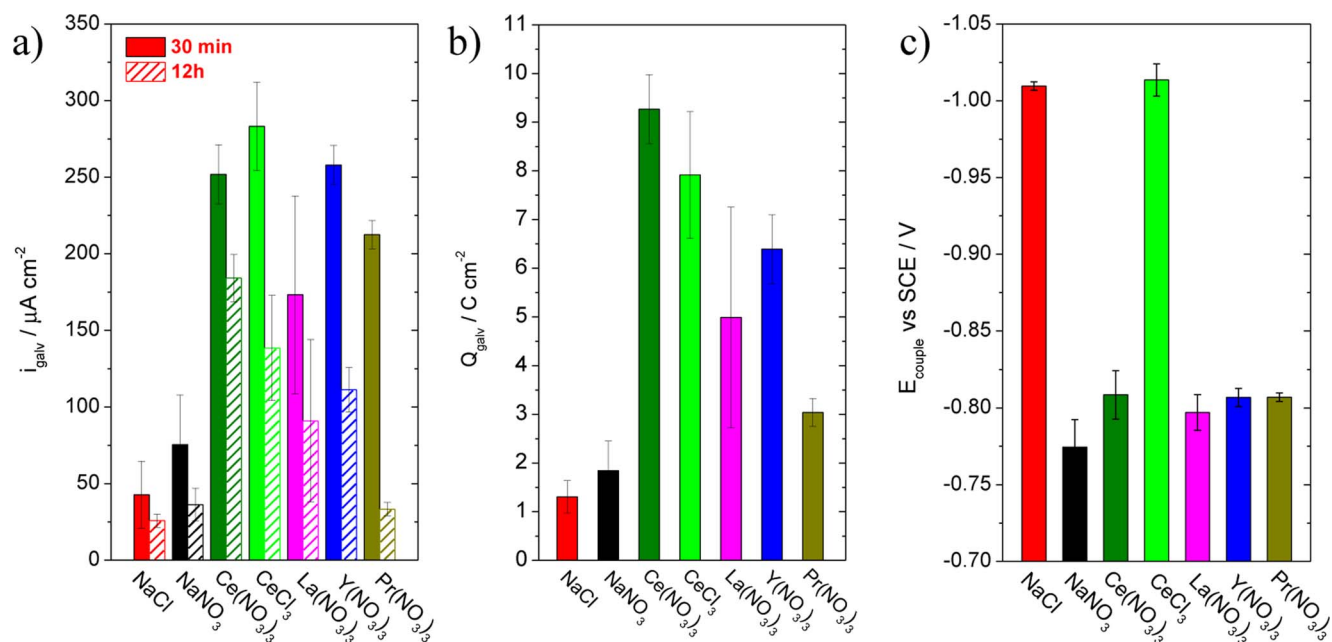 a)
350
300
250
200
150
100
50
0
i_galv / μA cm⁻²
30 min
12h
NaCl
NaNO₃
Ce(NO₃)₃
CeCl₃
La(NO₃)₃
Y(NO₃)₃
Pr(NO₃)₃
b)
11
10
9
8
7
6
5
4
3
2
1
0
Q_galv / C cm⁻²
NaCl
NaNO₃
Ce(NO₃)₃
CeCl₃
La(NO₃)₃
Y(NO₃)₃
Pr(NO₃)₃
c)
-1.05
-1.00
-0.95
-0.90
-0.85
-0.80
-0.75
-0.70
E_couple vs SCE / V
NaCl
NaNO₃
Ce(NO₃)₃
CeCl₃
La(NO₃)₃
Y(NO₃)₃
Pr(NO₃)₃